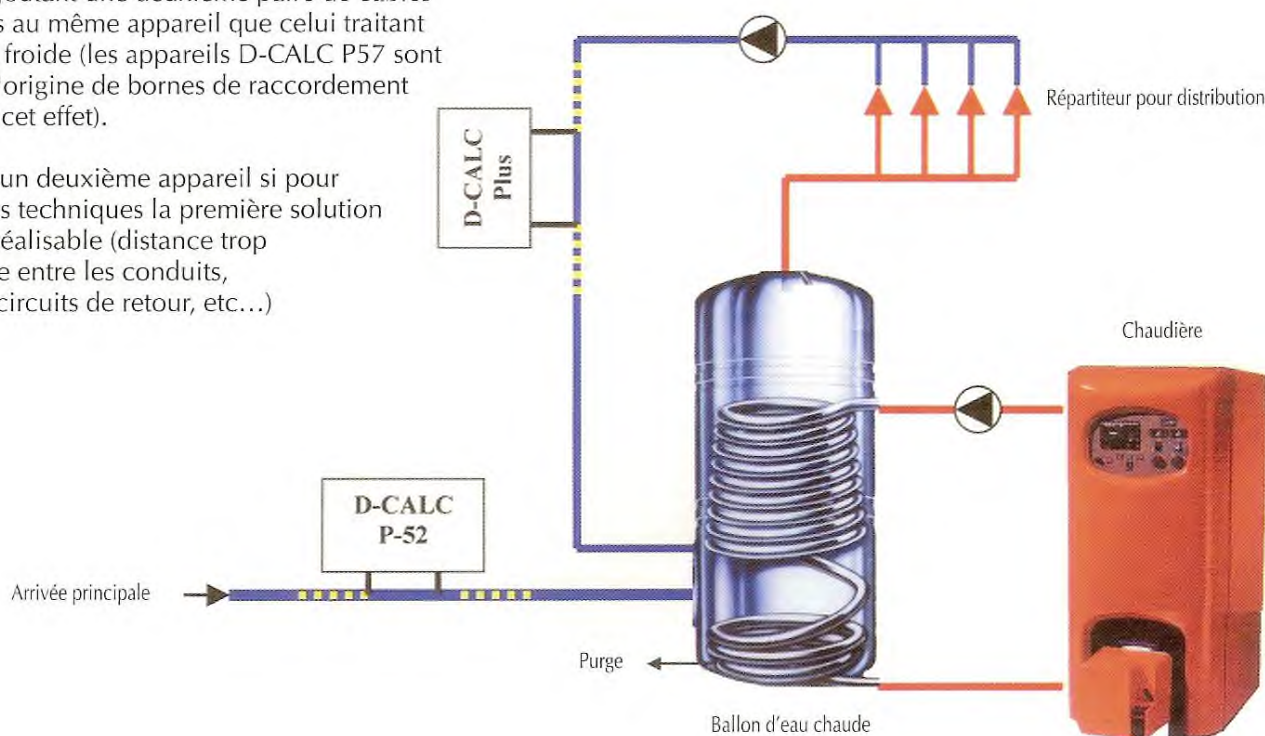 au même appareil que celui traitant
froide (les appareils D-CALC P57 sont
origine de bornes de raccordement
cet effet).
un deuxième appareil si pour
techniques la première solution
(distance trop
entre les conduits,
circuits de retour, etc…)
D-CALC
Plus
Répartiteur pour distribution
Chaudière
D-CALC
P-52
Arrivée principale
Purge
Ballon d'eau chaude